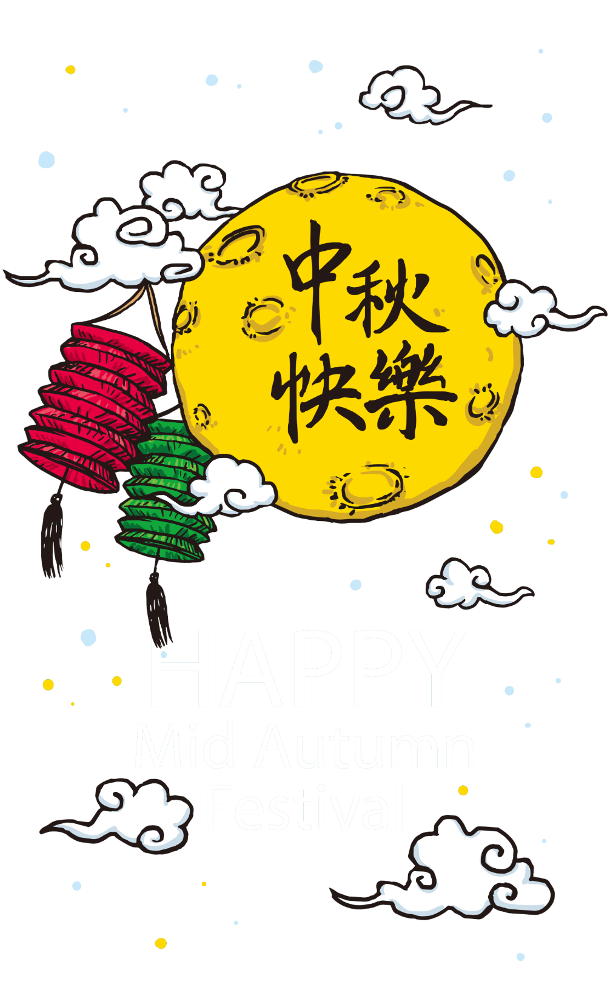 中秋
快樂
HAPPY
Mid Autumn
Festival